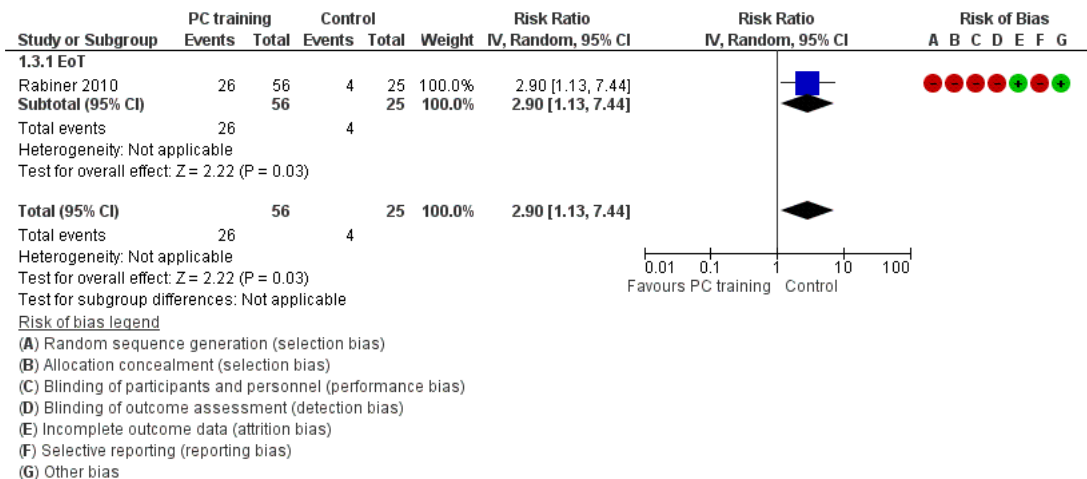 PC training Control Risk Ratio Risk Ratio Risk of Bias
Study or Subgroup Events Total Events Total Weight IV, Random, 95% CI IV, Random, 95% CI A B C D E F G
1.3.1 EoT
Rabiner 2010 26 56 4 25 100.0% 2.90 [1.13, 7.44] - - - - + - +
Subtotal (95% CI) 56 25 100.0% 2.90 [1.13, 7.44]
Total events 26 4
Heterogeneity: Not applicable
Test for overall effect: Z = 2.22 (P = 0.03)
Total (95% CI) 56 25 100.0% 2.90 [1.13, 7.44]
Total events 26 4
Heterogeneity: Not applicable
Test for overall effect: Z = 2.22 (P = 0.03)
0.01 0.1 1 10 100
Test for subgroup differences: Not applicable
Favours PC training Control
Risk of bias legend
(A) Random sequence generation (selection bias)
(B) Allocation concealment (selection bias)
(C) Blinding of participants and personnel (performance bias)
(D) Blinding of outcome assessment (detection bias)
(E) Incomplete outcome data (attrition bias)
(F) Selective reporting (reporting bias)
(G) Other bias